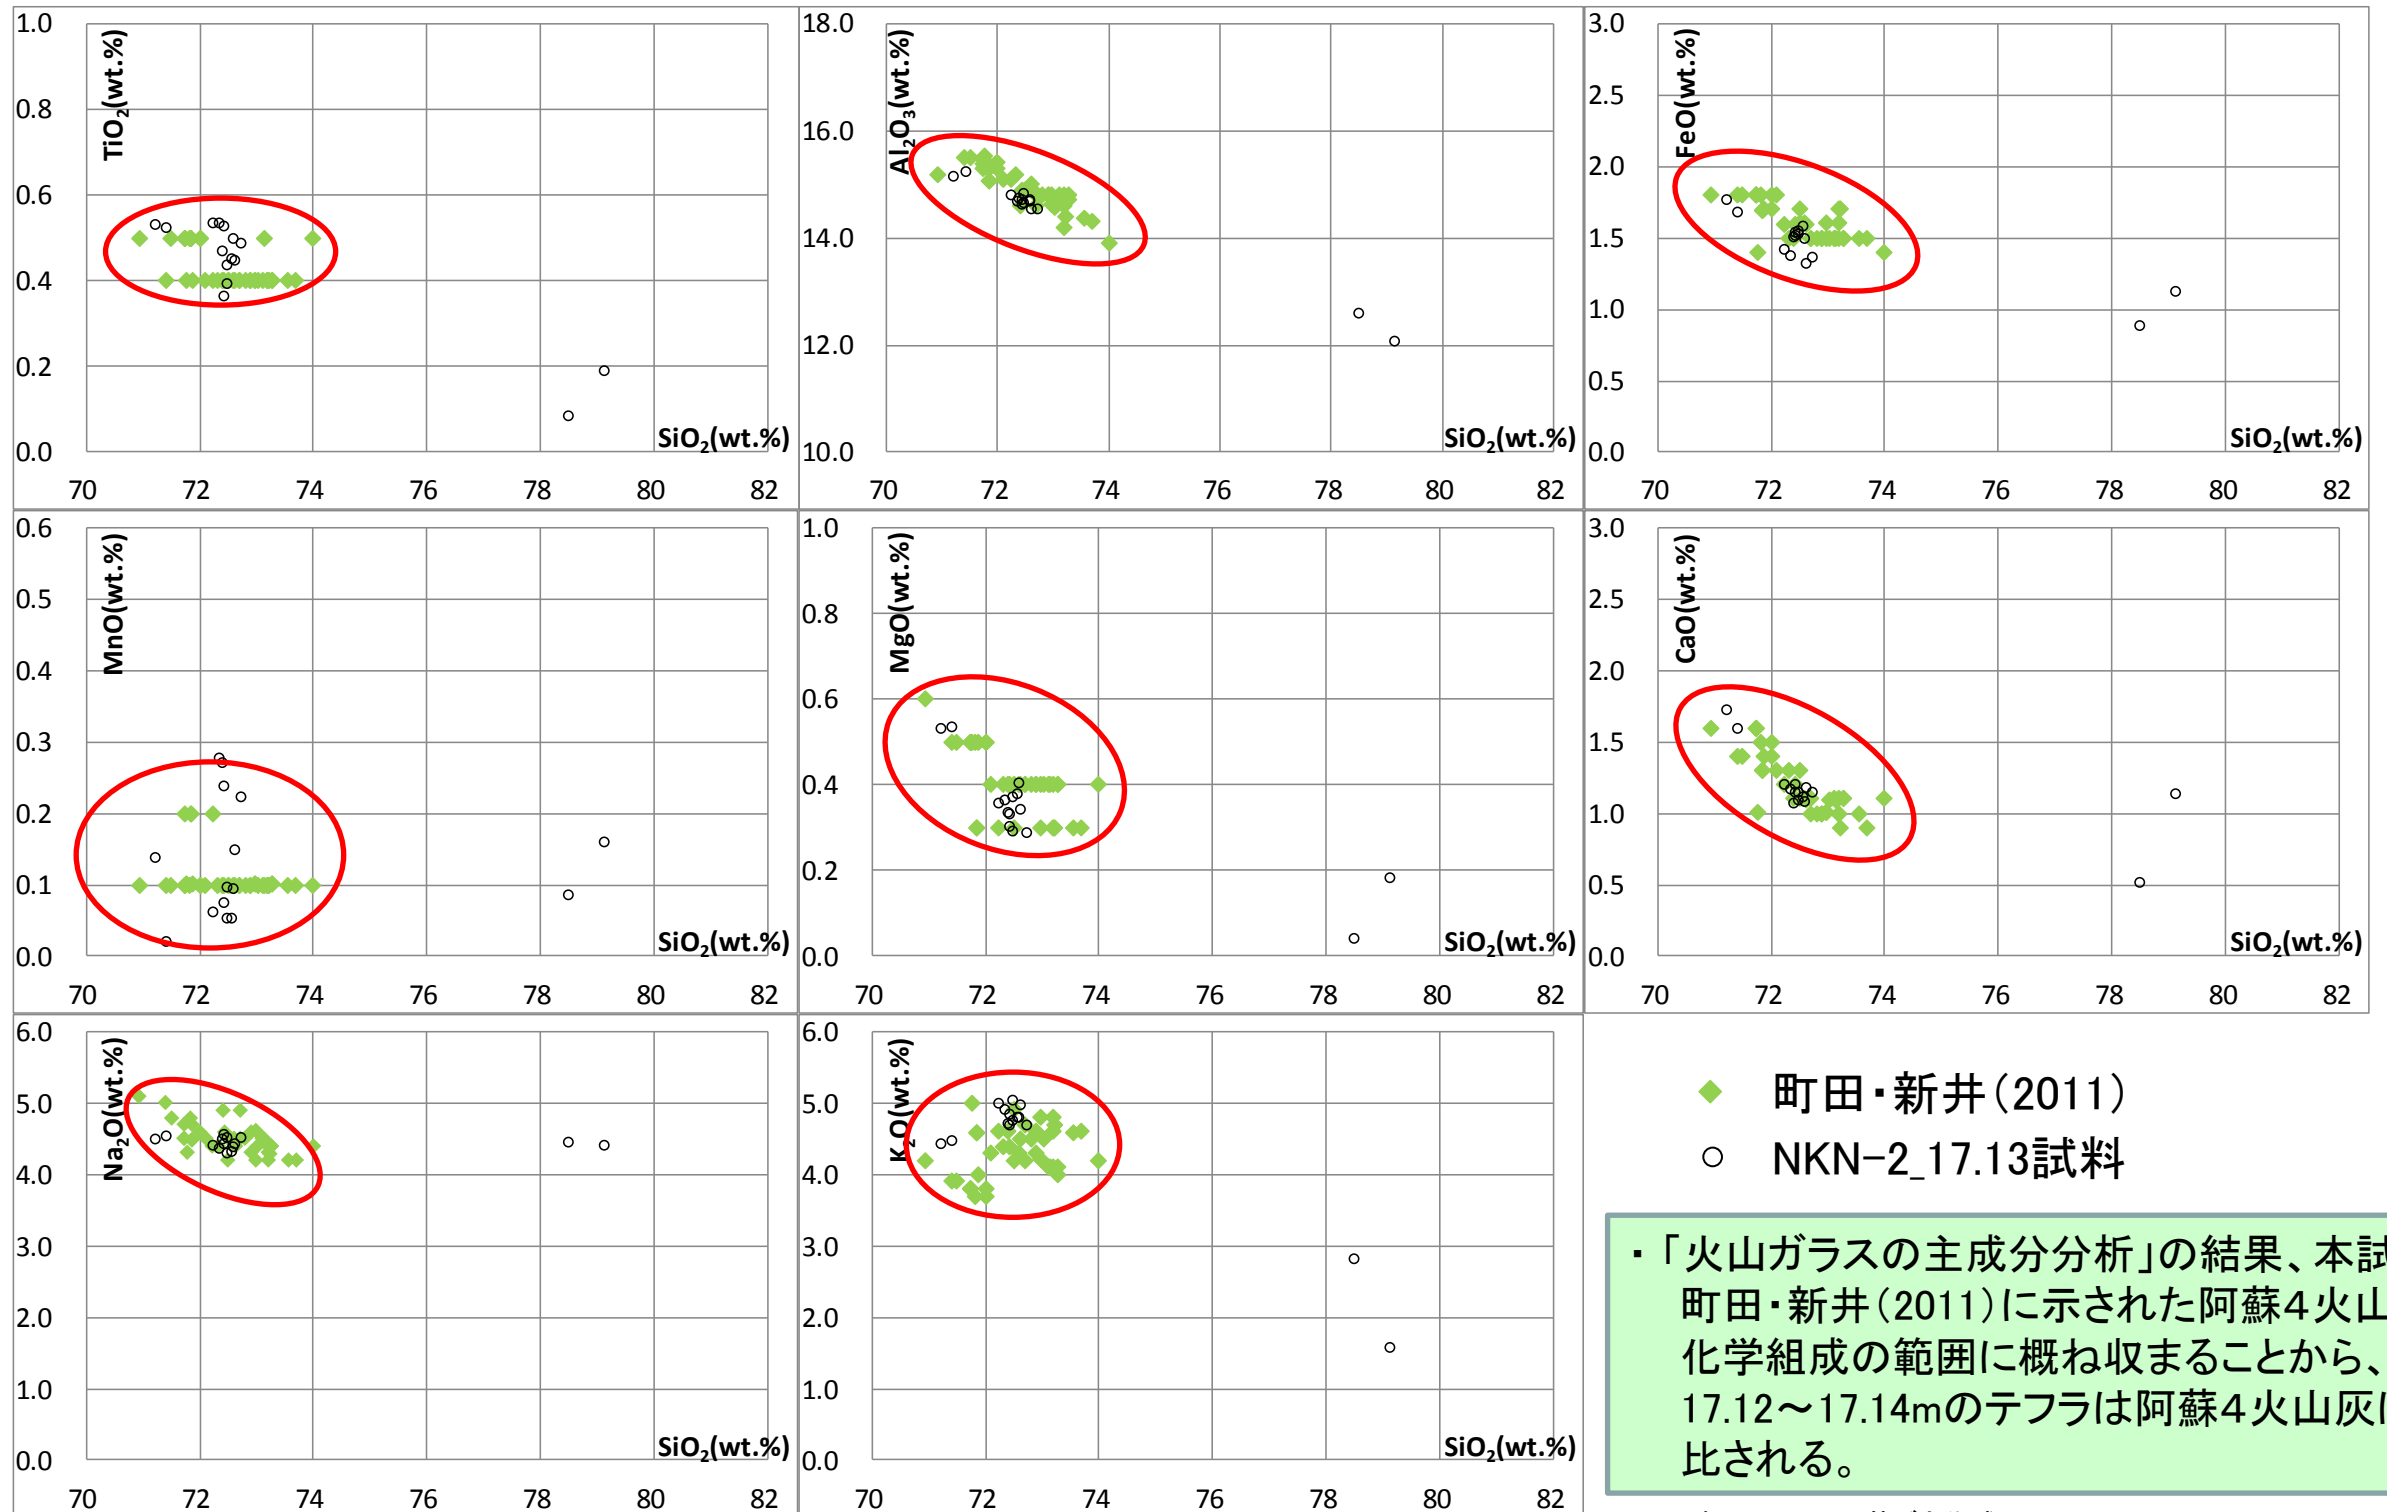 1.0
0.8
0.6
0.4
0.2
0.0
TiO2(wt.%)
SiO2(wt.%)
70 72 74 76 78 80 82
18.0
16.0
14.0
12.0
10.0
Al2O3(wt.%)
SiO2(wt.%)
70 72 74 76 78 80 82
3.0
2.5
2.0
1.5
1.0
0.5
0.0
FeO(wt.%)
SiO2(wt.%)
70 72 74 76 78 80 82
0.6
0.5
0.4
0.3
0.2
0.1
0.0
MnO(wt.%)
SiO2(wt.%)
70 72 74 76 78 80 82
1.0
0.8
0.6
0.4
0.2
0.0
MgO(wt.%)
SiO2(wt.%)
70 72 74 76 78 80 82
3.0
2.5
2.0
1.5
1.0
0.5
0.0
CaO(wt.%)
SiO2(wt.%)
70 72 74 76 78 80 82
6.0
5.0
4.0
3.0
2.0
1.0
0.0
Na2O(wt.%)
SiO2(wt.%)
70 72 74 76 78 80 82
6.0
5.0
4.0
3.0
2.0
1.0
0.0
K2O(wt.%)
SiO2(wt.%)
70 72 74 76 78 80 82
町田・新井（2011）
NKN-2_17.13試料
・「火山ガラスの主成分分析」の結果、本試
町田・新井（2011）に示された阿蘇４火山
化学組成の範囲に概ね収まることから、
17.12～17.14mのテフラは阿蘇４火山灰に
比される。